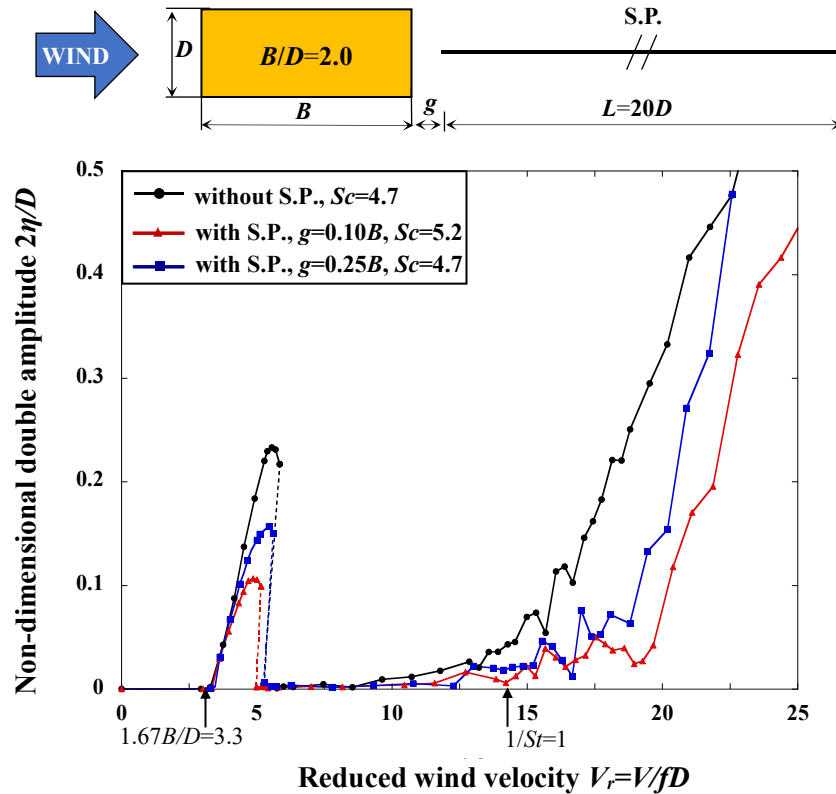 S.P.
WIND
D
B/D=2.0
B
g
L=20D
Non-dimensional double amplitude 2η/D
0.5
0.4
0.3
0.2
0.1
0
without S.P., Sc=4.7
with S.P., g=0.10B, Sc=5.2
with S.P., g=0.25B, Sc=4.7
0 5 10 15 20 25
1.67B/D=3.3
1/St=1
Reduced wind velocity Vr=V/fD